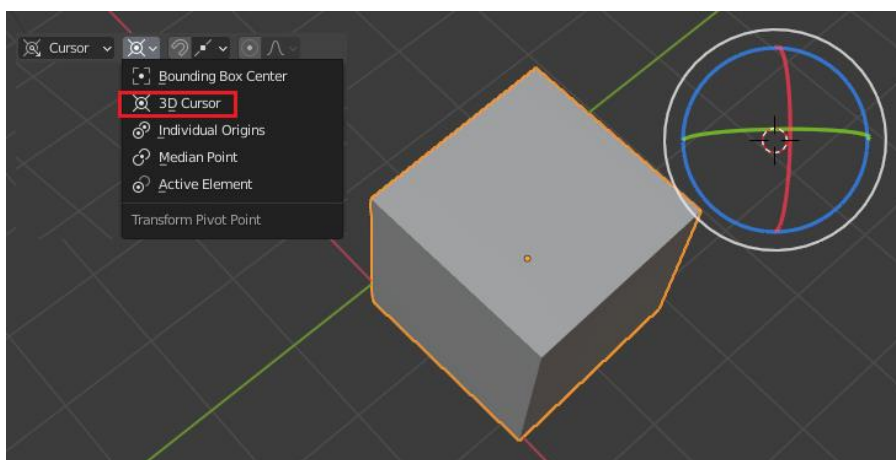 Cursor
Bounding Box Center
3D Cursor
Individual Origins
Median Point
Active Element
Transform Pivot Point